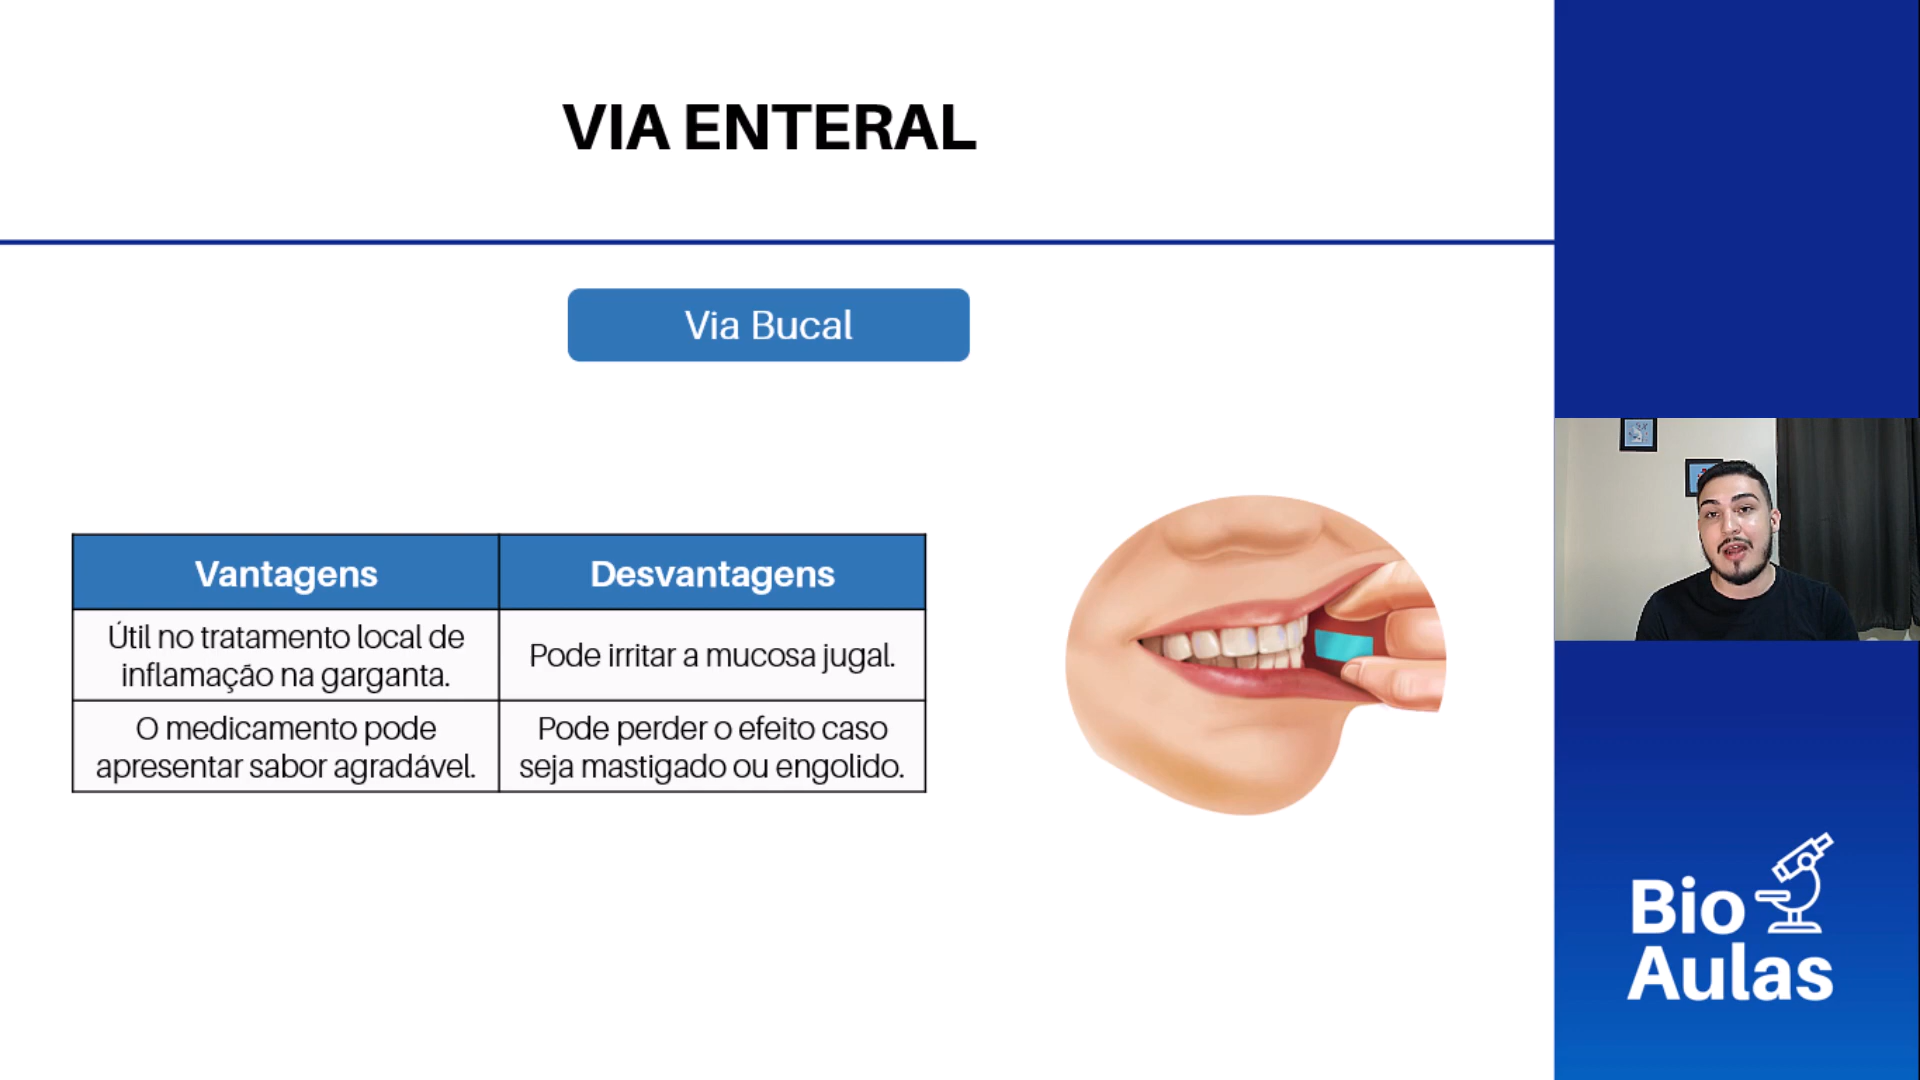 VIA ENTERAL
Via Bucal
Vantagens
Desvantagens
Útil no tratamento local de
inflamação na garganta.
Pode irritar a mucosa jugal.
O medicamento pode
apresentar sabor agradável.
Pode perder o efeito caso
seja mastigado ou engolido.
Bio
Aulas